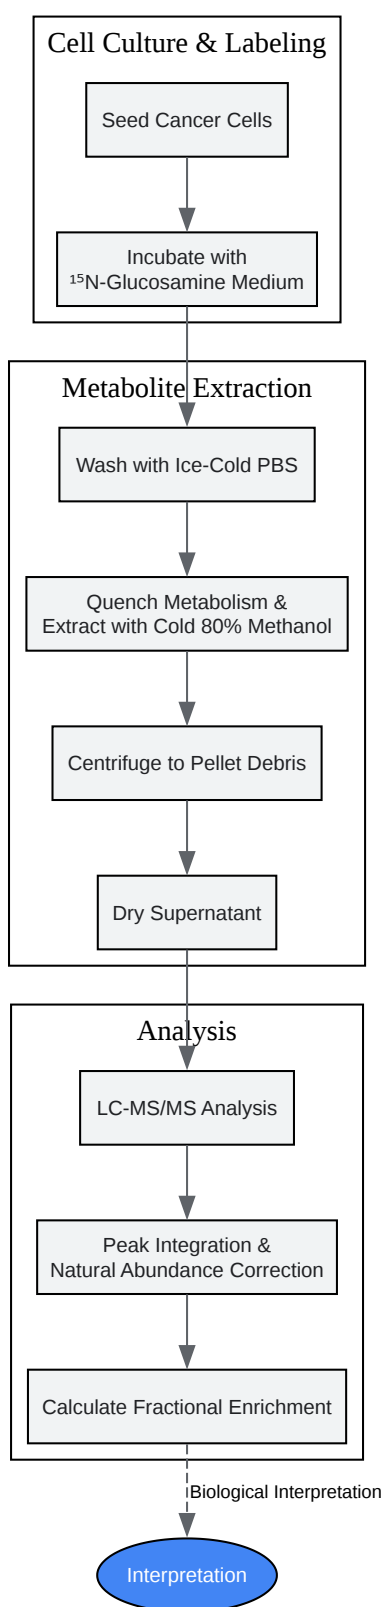 Cell Culture & Labeling
Seed Cancer Cells
Incubate with
¹⁵N-Glucosamine Medium
Metabolite Extraction
Wash with Ice-Cold PBS
Quench Metabolism &
Extract with Cold 80% Methanol
Centrifuge to Pellet Debris
Dry Supernatant
Analysis
LC-MS/MS Analysis
Peak Integration &
Natural Abundance Correction
Calculate Fractional Enrichment
Biological Interpretation
Interpretation